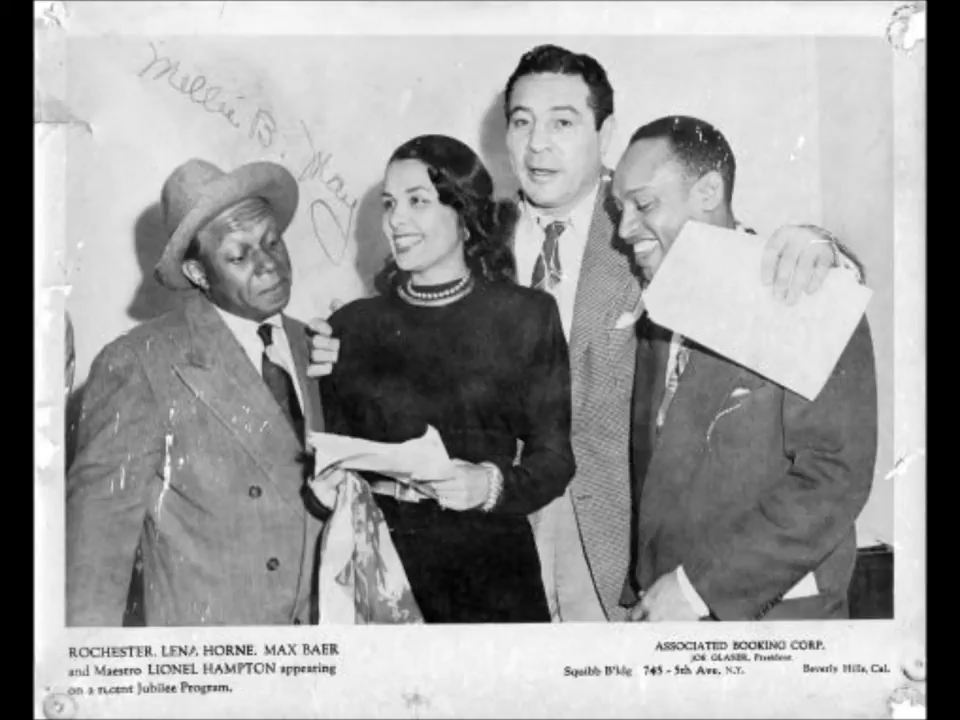 Millie B. May
ROCHESTER, LENA HORNE, MAX BAER
and Maestro LIONEL HAMPTON appearing
on a recent Jubilee Program.
ASSOCIATED BOOKING CORP.
JOE GLASER, President
Squibb B'ldg 745 - 5th Ave. N.Y. Beverly Hills, Cal.